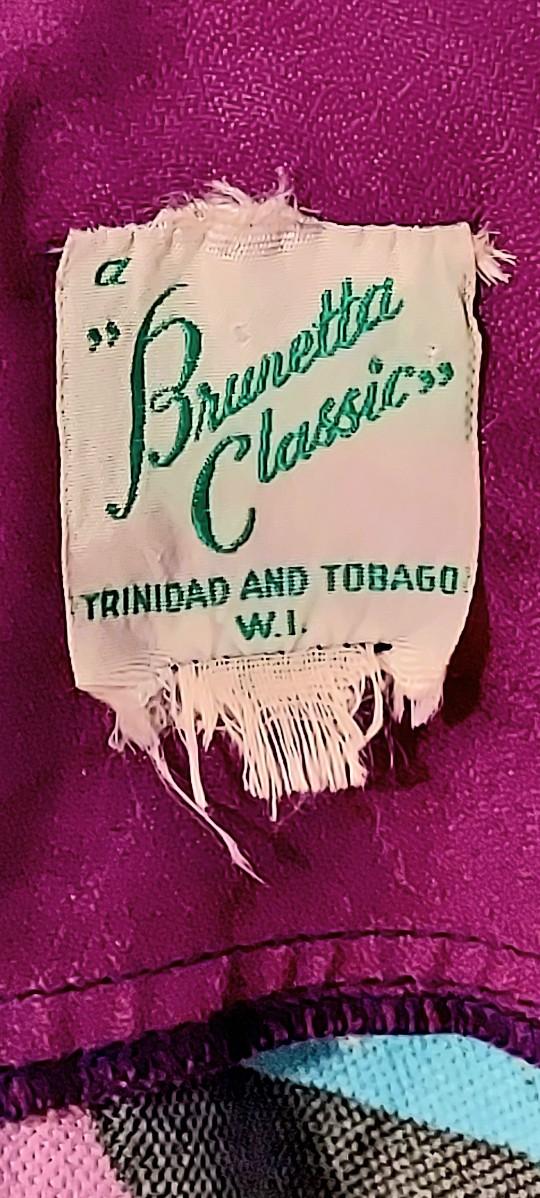 a
"Brunetta
Classic"
TRINIDAD AND TOBAGO
W.I.